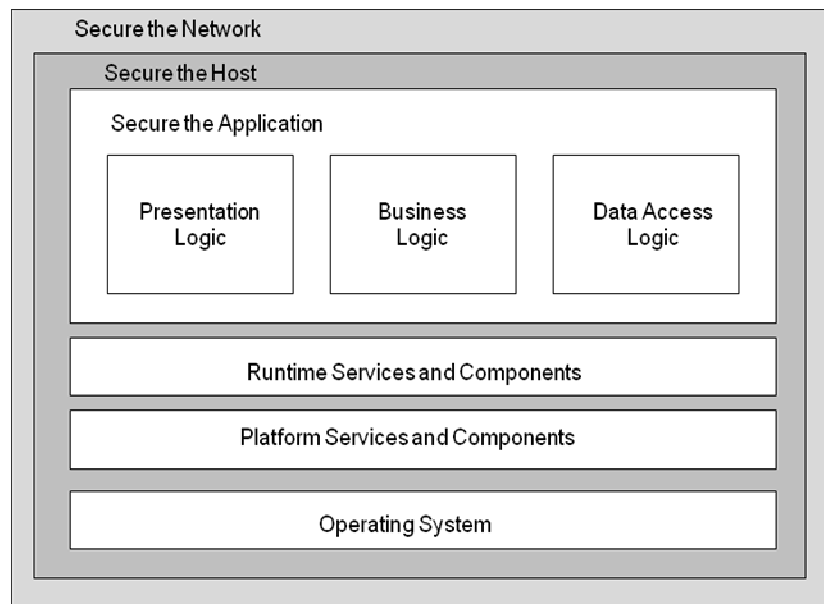 Secure the Network
Secure the Host
Secure the Application
Presentation
Logic
Business
Logic
Data Access
Logic
Runtime Services and Components
Platform Services and Components
Operating System